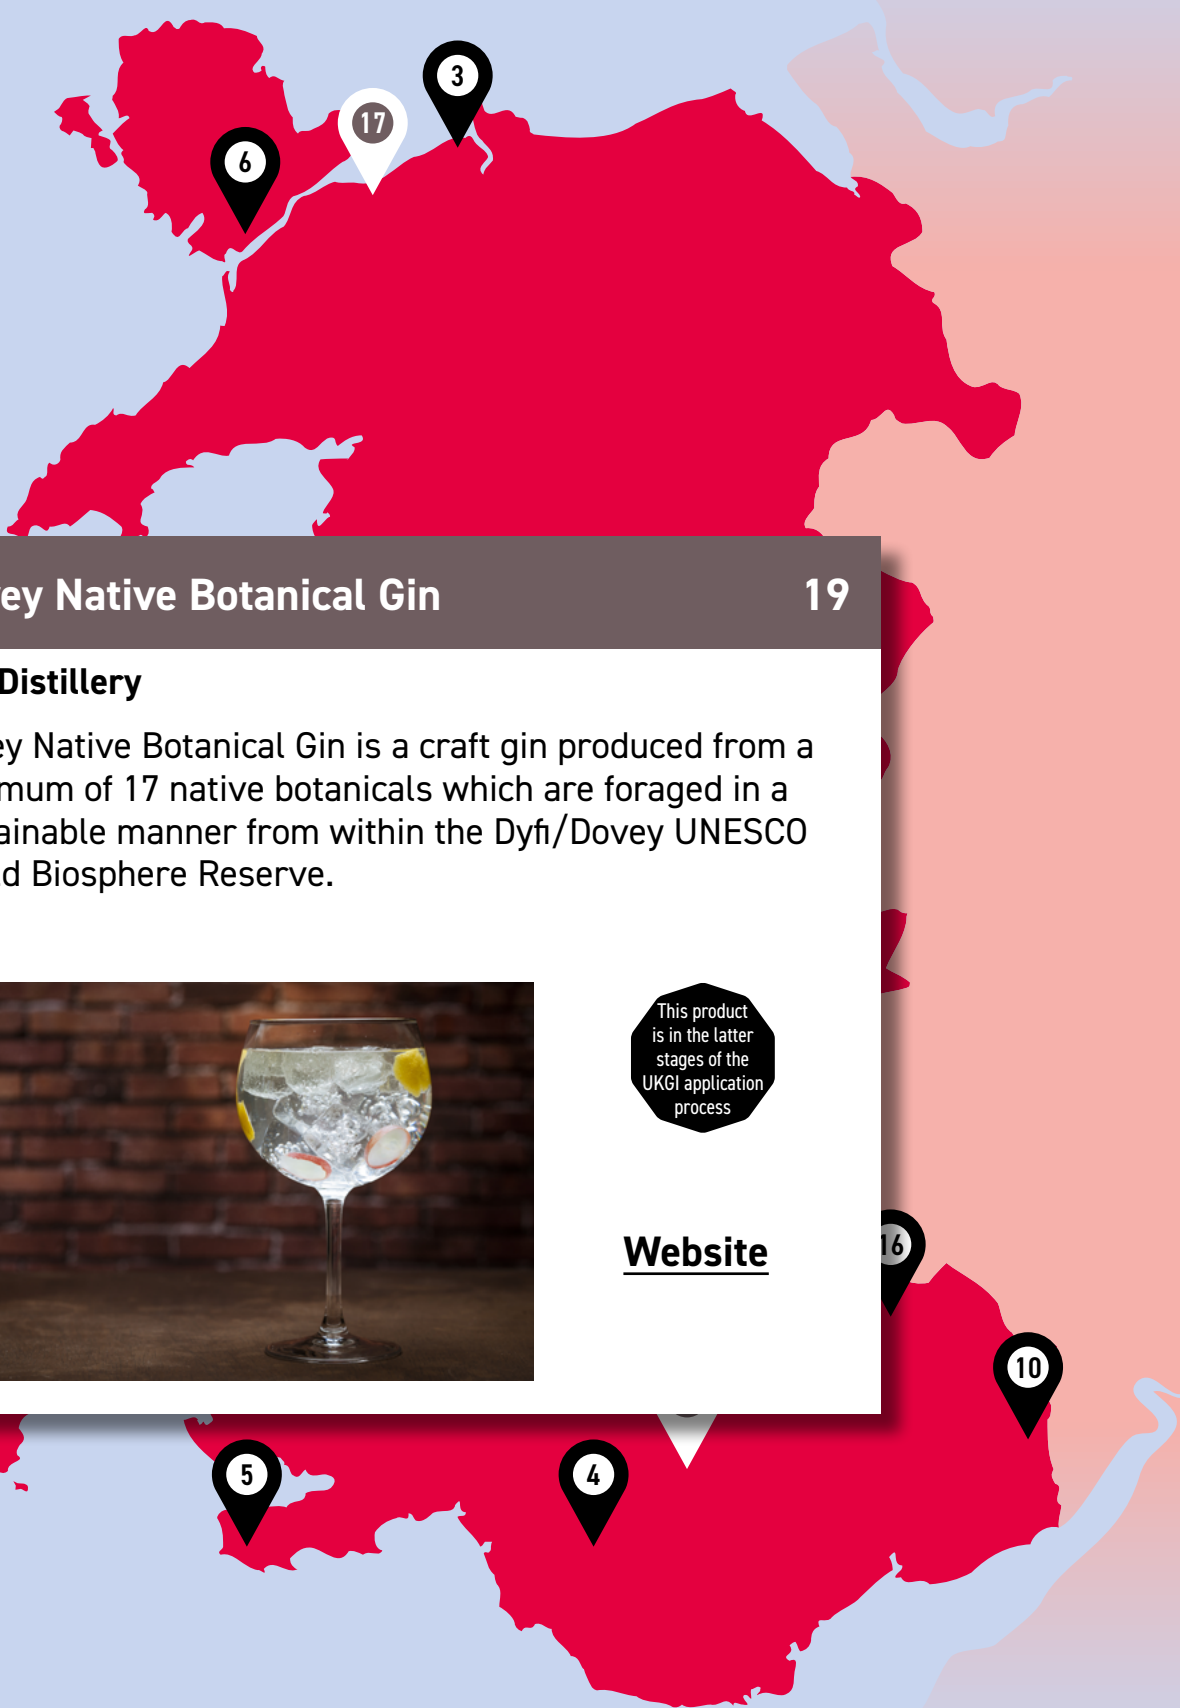 3
17
6
ey Native Botanical Gin 19
Distillery
ey Native Botanical Gin is a craft gin produced from a
mum of 17 native botanicals which are foraged in a
ainable manner from within the Dyfi/Dovey UNESCO
d Biosphere Reserve.
This product
is in the latter
stages of the
UKGI application
process
Website
16
10
5
4